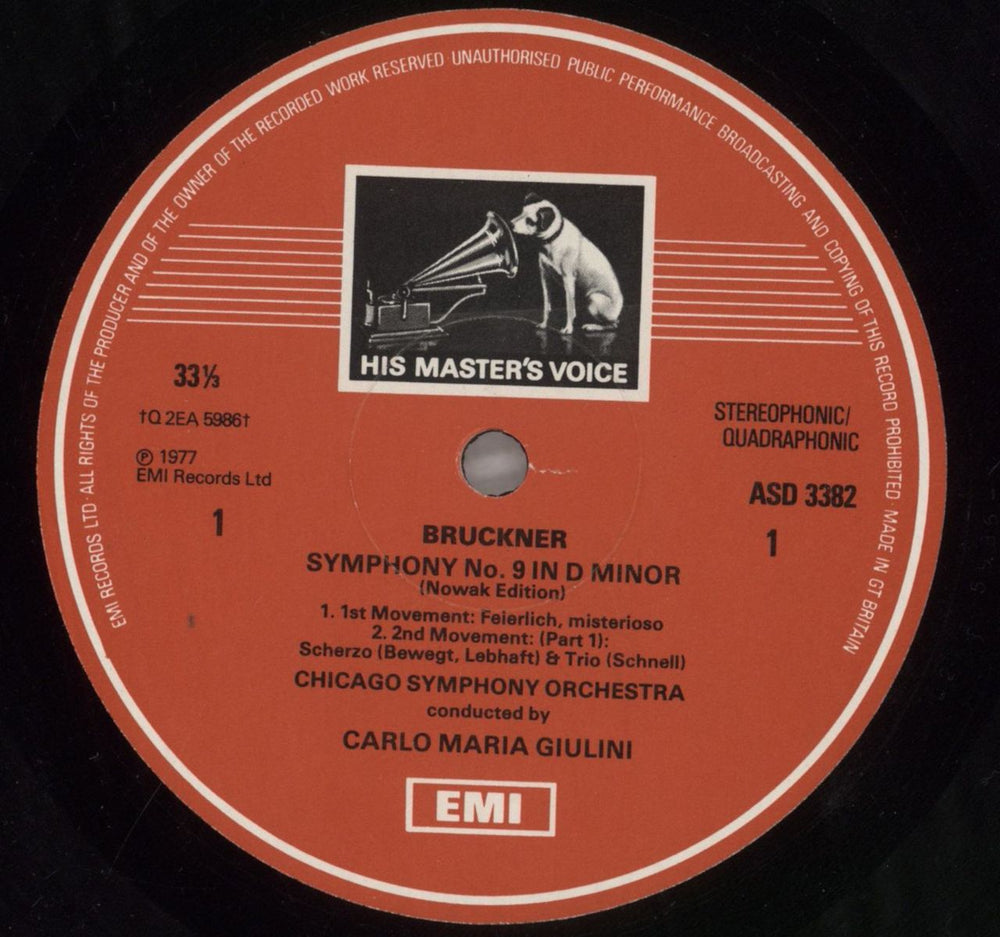 EMI RECORDS LTD · ALL RIGHTS OF THE PRODUCER AND OF THE OWNER OF THE RECORDED WORK RESERVED UNAUTHORISED PUBLIC PERFORMANCE BROADCASTING AND COPYING OF THIS RECORD PROHIBITED · MADE IN GT BRITAIN
HIS MASTER'S VOICE
33⅓
†Q 2EA 5986†
℗ 1977
EMI Records Ltd
1
STEREOPHONIC/
QUADRAPHONIC
ASD 3382
1
BRUCKNER
SYMPHONY No. 9 IN D MINOR
(Nowak Edition)
1. 1st Movement: Feierlich, misterioso
2. 2nd Movement: (Part 1):
Scherzo (Bewegt, Lebhaft) & Trio (Schnell)
CHICAGO SYMPHONY ORCHESTRA
conducted by
CARLO MARIA GIULINI
EMI